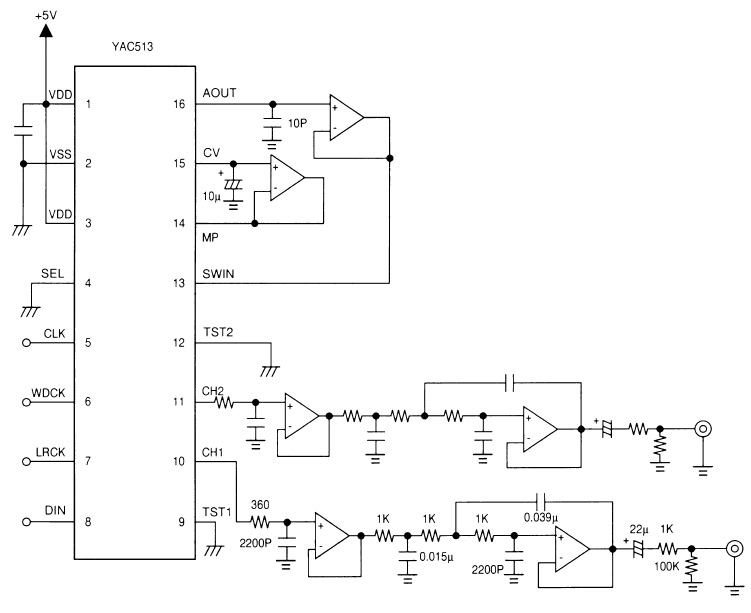 +5V
YAC513
VDD 1 16 AOUT
10P
+
-
VSS 2 15 CV
+
10μ
+
-
VDD 3 14 MP
SEL 4 13 SWIN
CLK 5 12 TST2
WDCK 6 11 CH2
+
-
+
-
+
LRCK 7 10 CH1
DIN 8 9 TST1
360
2200P
+
-
1K
0.015μ
1K
1K
2200P
0.039μ
+
-
22μ
+
1K
100K